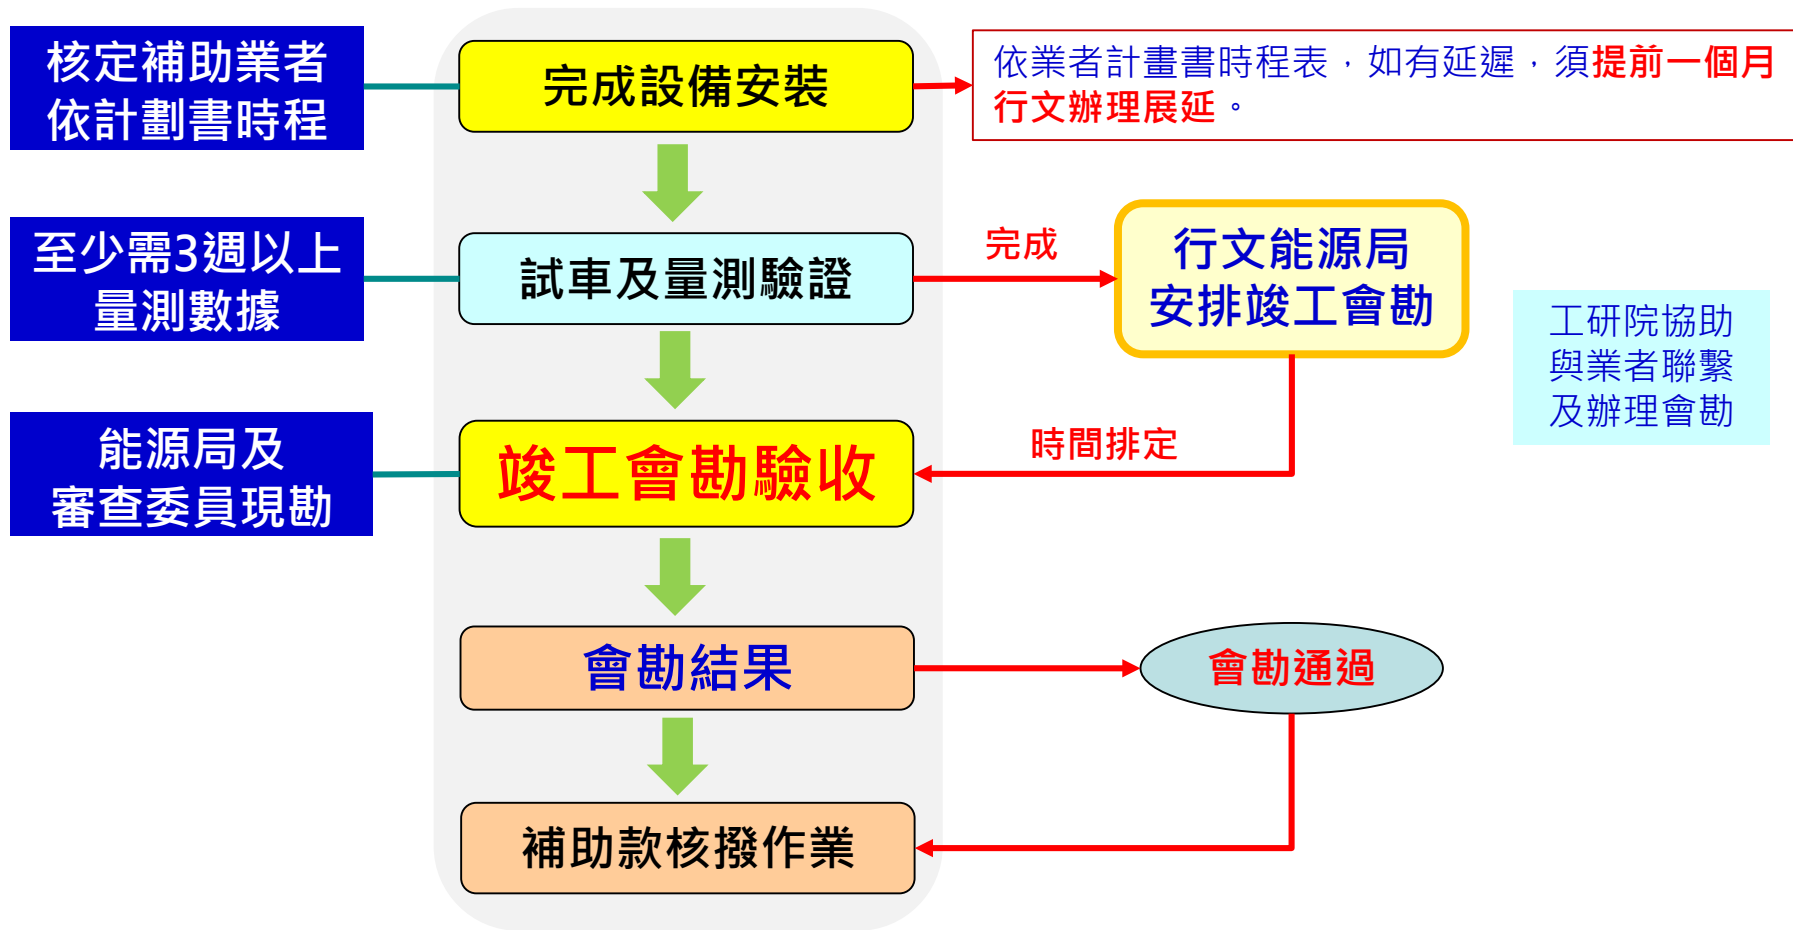 核定補助業者
依計劃書時程
完成設備安裝
依業者計畫書時程表，如有延遲，須提前一個月
行文辦理展延。
至少需3週以上
量測數據
試車及量測驗證
完成
行文能源局
安排竣工會勘
工研院協助
與業者聯繫
及辦理會勘
能源局及
審查委員現勘
竣工會勘驗收
時間排定
會勘結果
會勘通過
補助款核撥作業